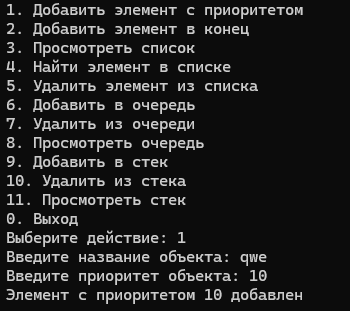 1. Добавить элемент с приоритетом
2. Добавить элемент в конец
3. Просмотреть список
4. Найти элемент в списке
5. Удалить элемент из списка
6. Добавить в очередь
7. Удалить из очереди
8. Просмотреть очередь
9. Добавить в стек
10. Удалить из стека
11. Просмотреть стек
0. Выход
Выберите действие: 1
Введите название объекта: qwe
Введите приоритет объекта: 10
Элемент с приоритетом 10 добавлен